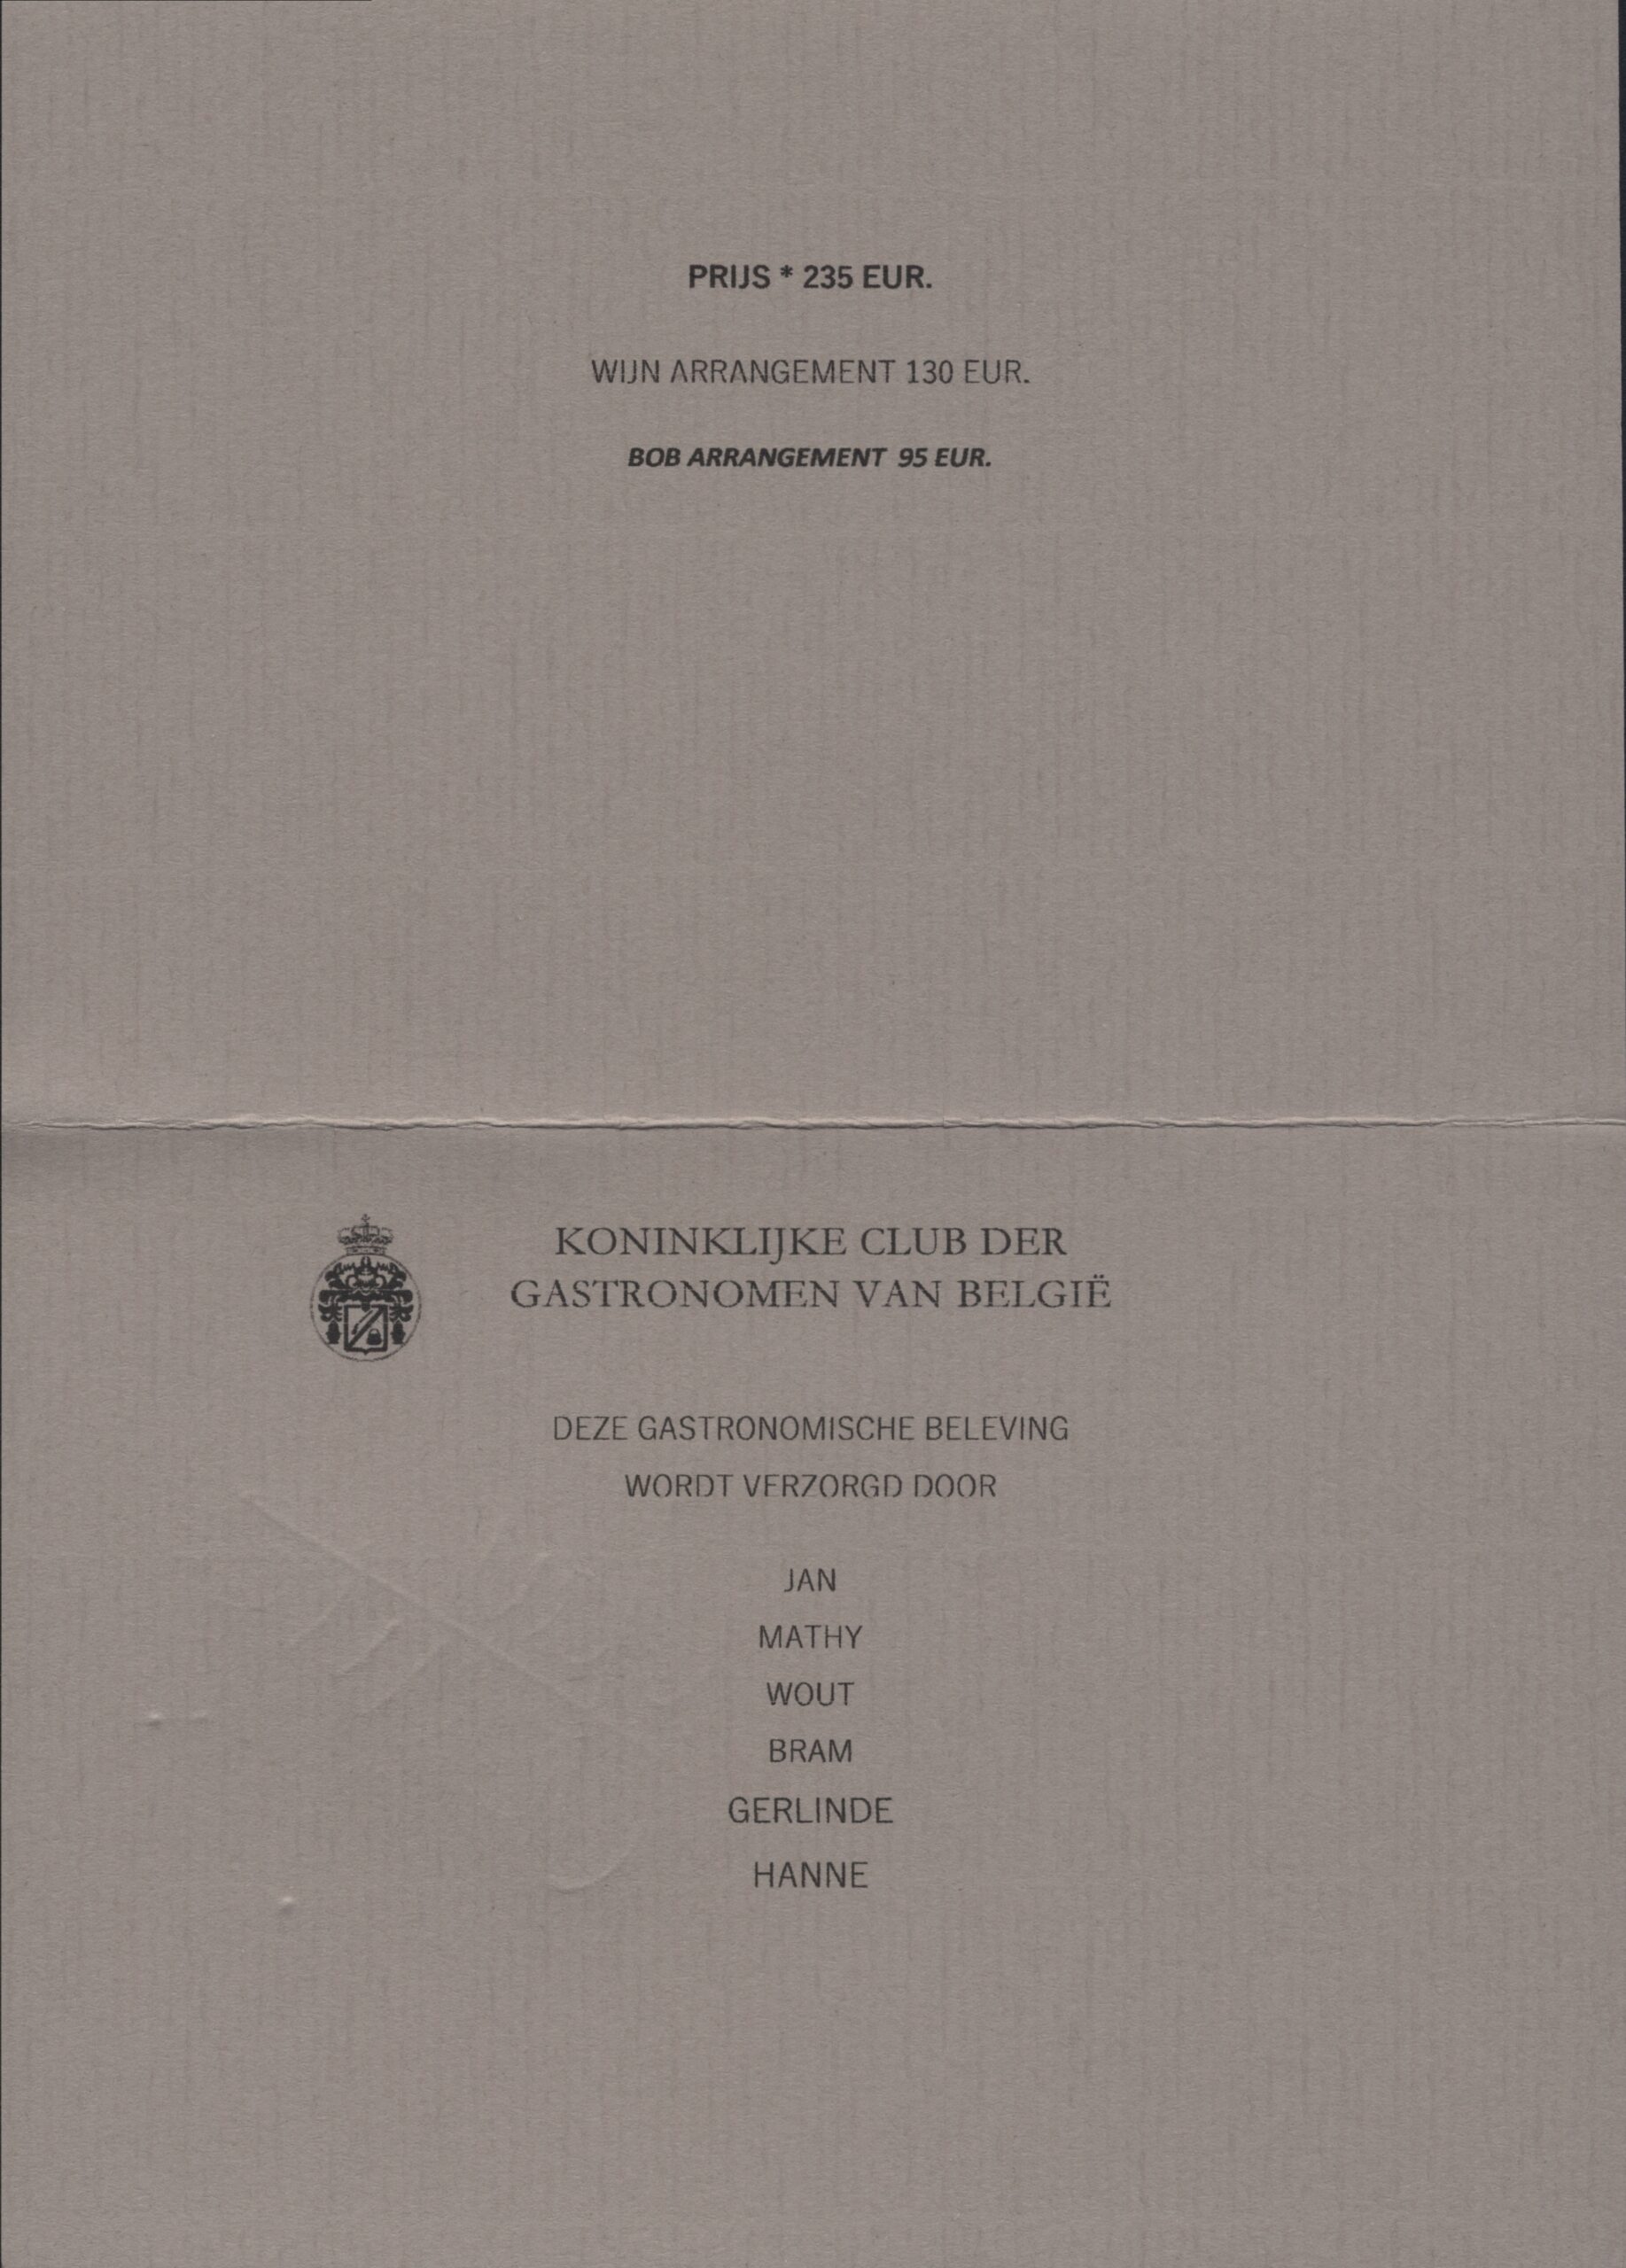 PRIJS * 235 EUR.
WIJN ARRANGEMENT 130 EUR.
BOB ARRANGEMENT 95 EUR.
KONINKLIJKE CLUB DER
GASTRONOMEN VAN BELGIË
DEZE GASTRONOMISCHE BELEVING
WORDT VERZORGD DOOR
JAN
MATHY
WOUT
BRAM
GERLINDE
HANNE